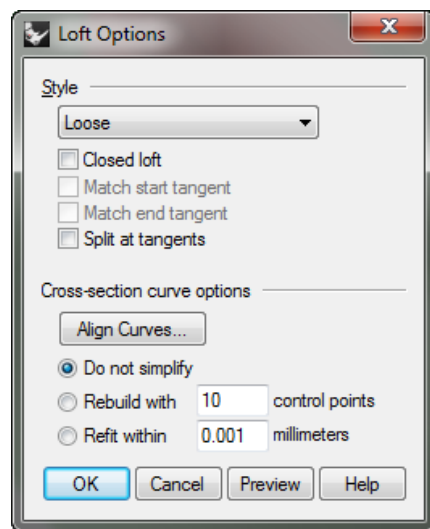 Loft Options
Style
Loose
Closed loft
Match start tangent
Match end tangent
Split at tangents
Cross-section curve options
Align Curves...
Do not simplify
Rebuild with 10 control points
Refit within 0.001 millimeters
OK Cancel Preview Help